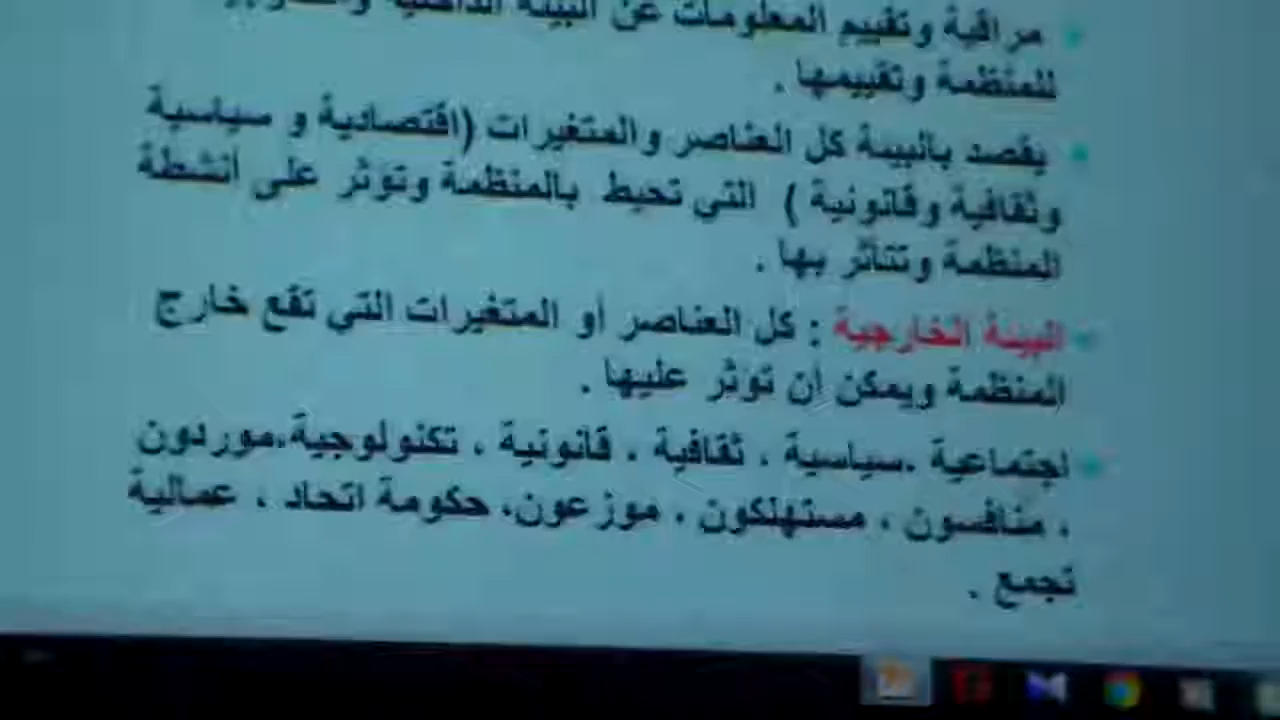 مراقبة وتقييم المعلومات عن البيئة الداخلية
للمنظمة وتقييمها .
يقصد بالبيئة كل العناصر والمتغيرات (اقتصادية و سياسية
وثقافية وقانونية ) التي تحيط بالمنظمة وتؤثر على أنشطة
المنظمة وتتأثر بها .
البيئة الخارجية : كل العناصر أو المتغيرات التي تقع خارج
المنظمة ويمكن أن تؤثر عليها .
اجتماعية ،سياسية ، ثقافية ، قانونية ، تكنولوجية،موردون
، منافسون ، مستهلكون ، موزعون، حكومة اتحاد ، عمالية
تجمع .